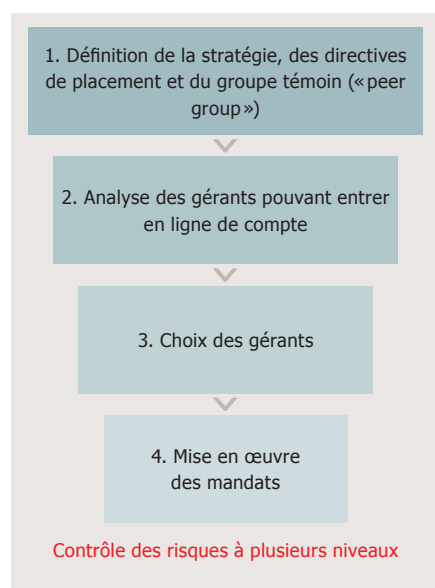 1. Définition de la stratégie, des directives
de placement et du groupe témoin («peer
group»)
2. Analyse des gérants pouvant entrer
en ligne de compte
3. Choix des gérants
4. Mise en œuvre
des mandats
Contrôle des risques à plusieurs niveaux